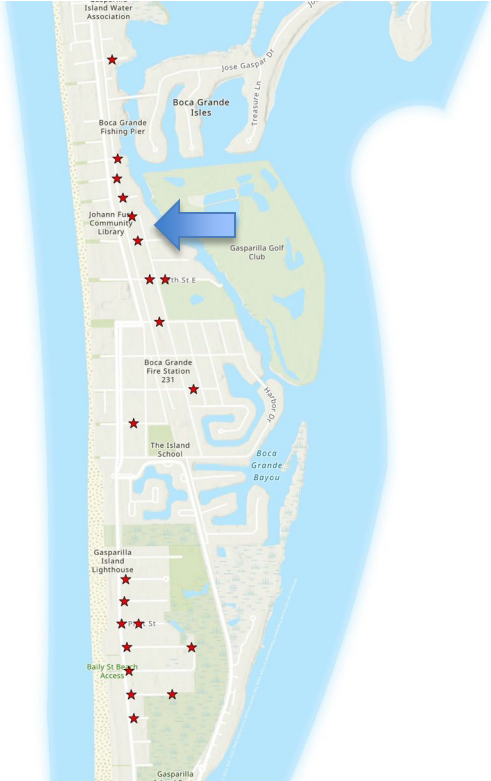 Island Water
Association
Jose Gaspar Dr
Treasure Ln
Boca Grande
Isles
Boca Grande
Fishing Pier
Johann
Community
Library
Gasparilla Golf
Club
th St E
Boca Grande
Fire Station
231
Harbor Dr
The Island
School
Boca
Grande
Bayou
Gasparilla
Island
Lighthouse
St
Baily St Beach
Access
Gasparilla